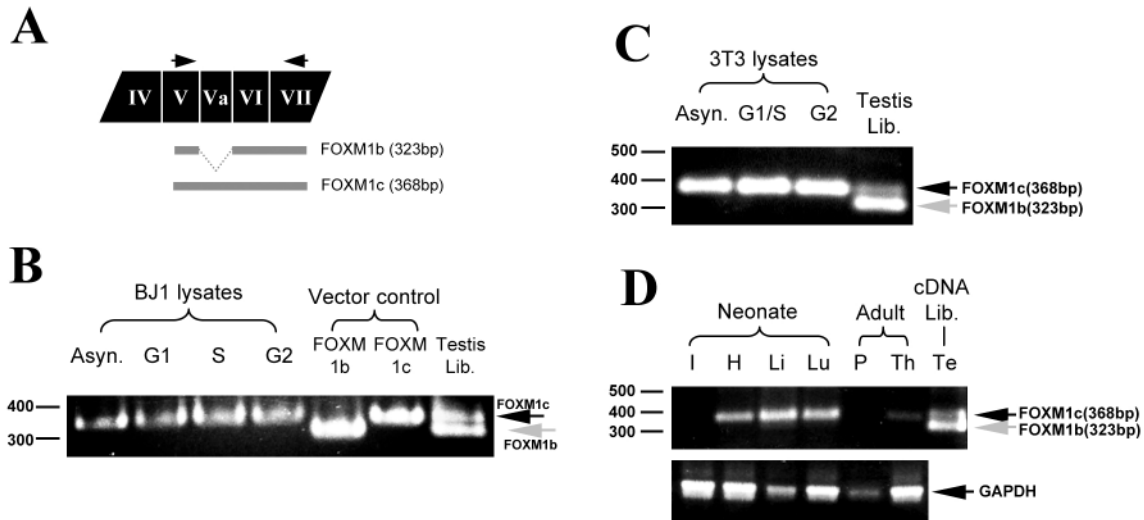 A
IV V Va VI VII
FOXM1b (323bp)
FOXM1c (368bp)
B
BJ1 lysates
Vector control
Asyn. G1 S G2 FOXM 1b FOXM 1c Testis Lib.
400
300
FOXM1c
FOXM1b
C
3T3 lysates
Asyn. G1/S G2 Testis Lib.
500
400
300
FOXM1c(368bp)
FOXM1b(323bp)
D
Neonate Adult cDNA Lib.
I H Li Lu P Th Te
500
400
300
FOXM1c(368bp)
FOXM1b(323bp)
GAPDH